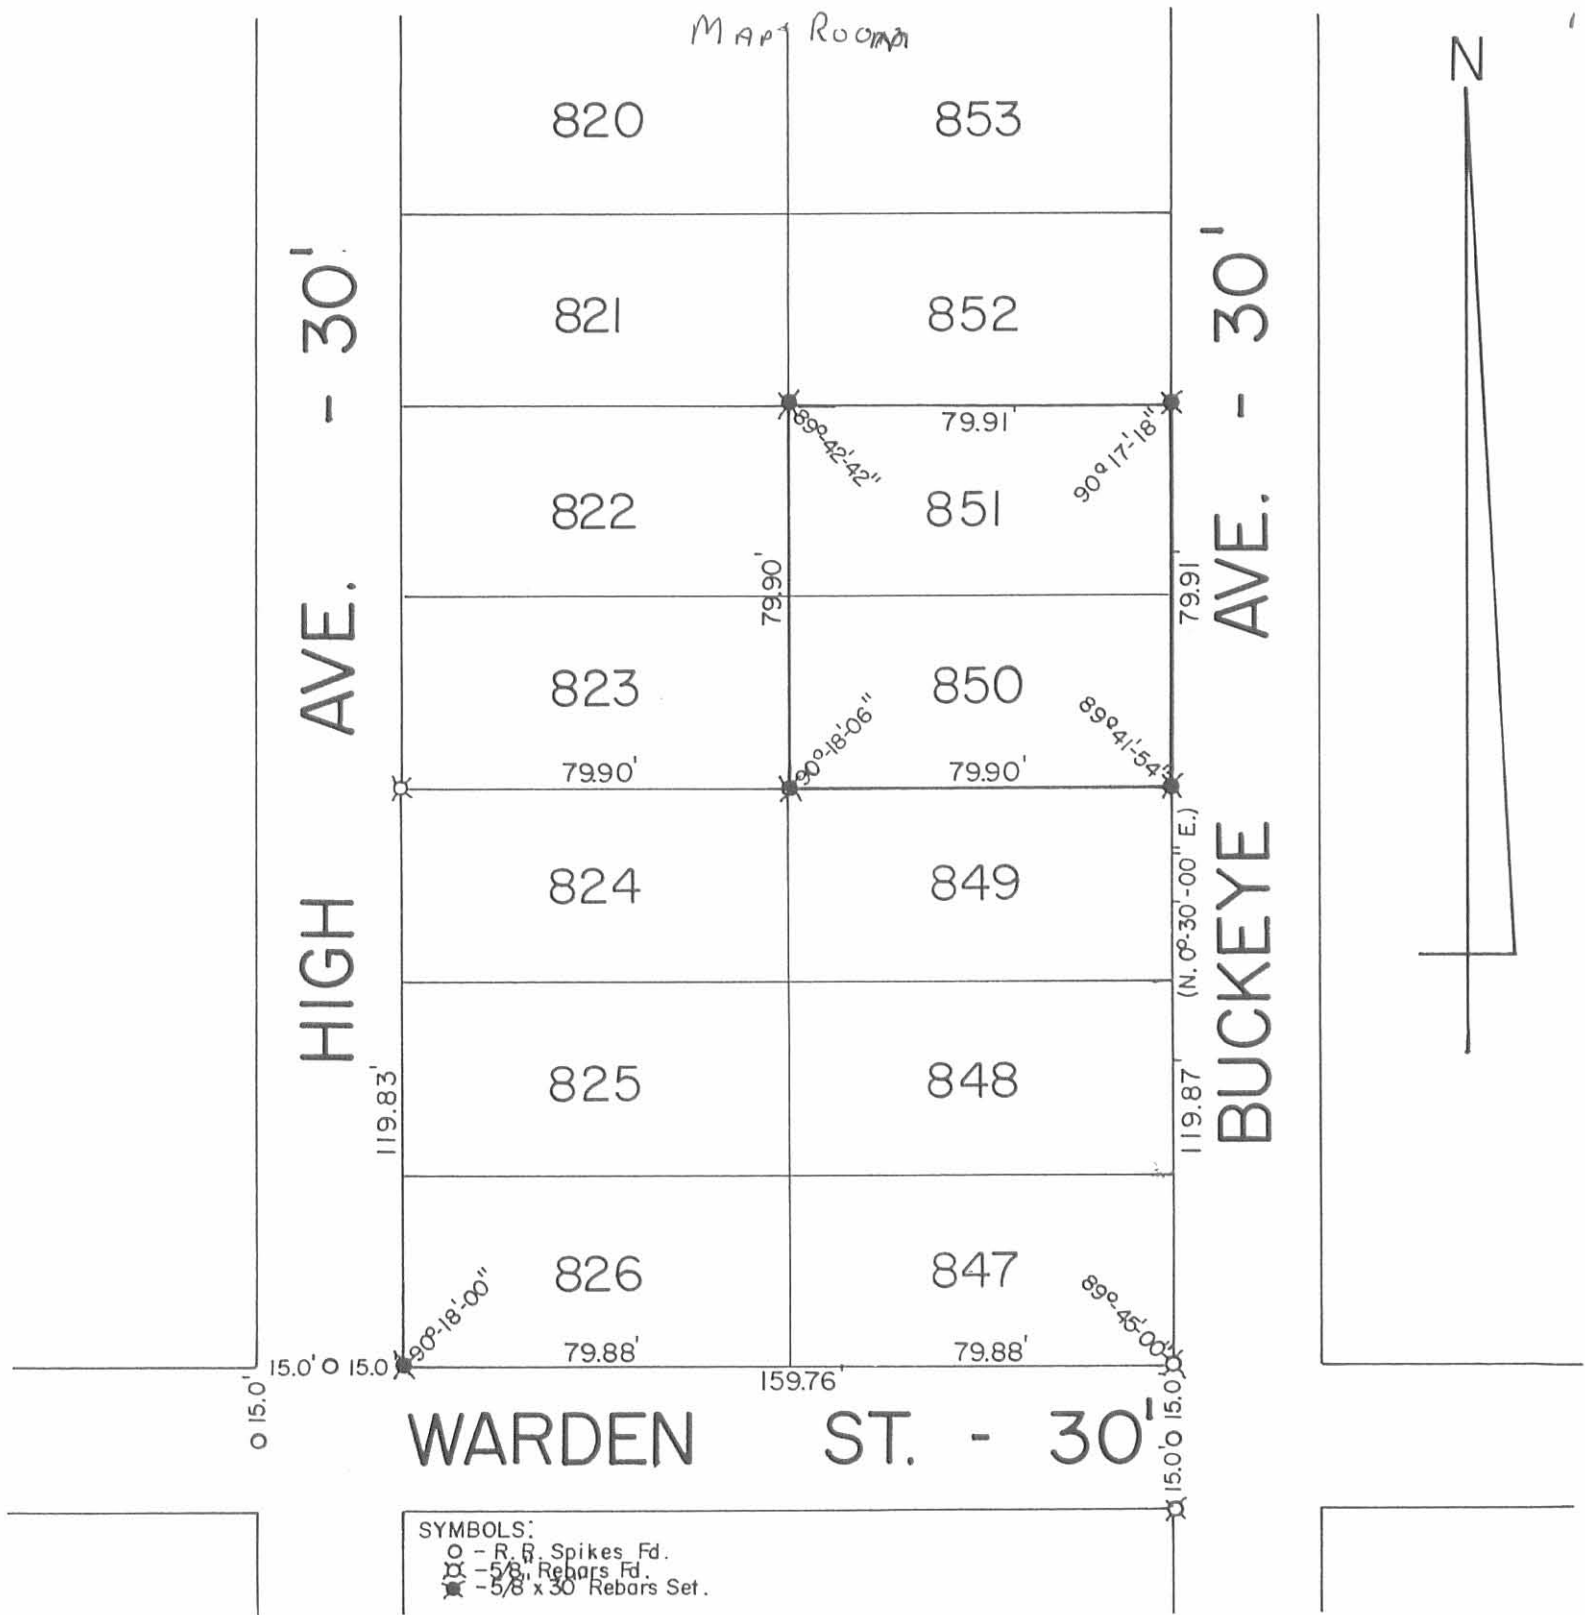 MAP ROOM
N
820 853
821 852
HIGH AVE. - 30'
BUCKEYE AVE. - 30'
79.91'
89°-42'-42"
90°-17'-18"
822 851
79.90'
79.91'
823 850
90°-18'-06"
89°-41'-54"
79.90' 79.90'
(N. 0°-30'-00" E.)
824 849
825 848
119.83'
119.87'
826 847
90°-18'-00"
89°-45'-00"
79.88' 79.88'
15.0' O 15.0'
159.76'
O 15.0'
WARDEN ST. - 30'
15.0' O 15.0'
SYMBOLS:
O - R.R. Spikes Fd.
- 5/8" Rebars Fd.
- 5/8" x 30" Rebars Set.